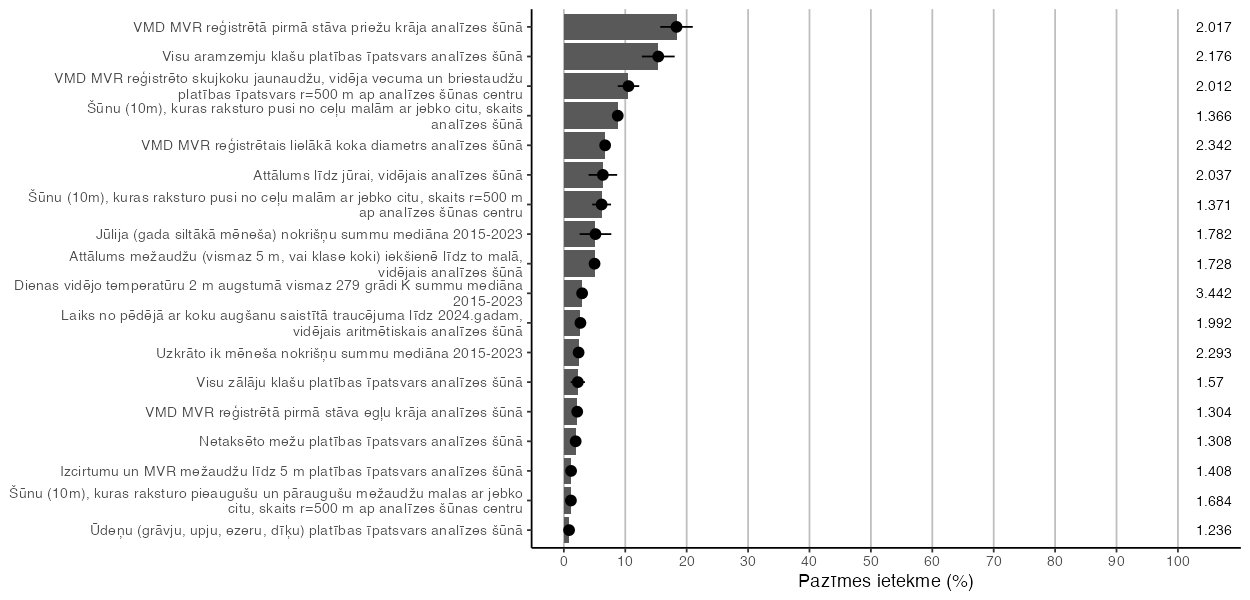 VMD MVR reģistrētā pirmā stāva priežu krāja analīzes šūnā
2.017
Visu aramzemju klašu platības īpatsvars analīzes šūnā
2.176
VMD MVR reģistrēto skujkoku jaunaudžu, vidēja vecuma un briestaudžu
platības īpatsvars r=500 m ap analīzes šūnas centru
2.012
Šūnu (10m), kuras raksturo pusi no ceļu malām ar jebko citu, skaits
analīzes šūnā
1.366
VMD MVR reģistrētais lielākā koka diametrs analīzes šūnā
2.342
Attālums līdz jūrai, vidējais analīzes šūnā
2.037
Šūnu (10m), kuras raksturo pusi no ceļu malām ar jebko citu, skaits r=500 m
ap analīzes šūnas centru
1.371
Jūlija (gada siltākā mēneša) nokrišņu summu mediāna 2015-2023
1.782
Attālums mežaudžu (vismaz 5 m, vai klase koki) iekšienē līdz to malā,
vidējais analīzes šūnā
1.728
Dienas vidējo temperatūru 2 m augstumā vismaz 279 grādi K summu mediāna
2015-2023
3.442
Laiks no pēdējā ar koku augšanu saistītā traucējuma līdz 2024.gadam,
vidējais aritmētiskais analīzes šūnā
1.992
Uzkrāto ik mēneša nokrišņu summu mediāna 2015-2023
2.293
Visu zālāju klašu platības īpatsvars analīzes šūnā
1.57
VMD MVR reģistrētā pirmā stāva egļu krāja analīzes šūnā
1.304
Netaksēto mežu platības īpatsvars analīzes šūnā
1.308
Izcirtumu un MVR mežaudžu līdz 5 m platības īpatsvars analīzes šūnā
1.408
Šūnu (10m), kuras raksturo pieaugušu un pāraugušu mežaudžu malas ar jebko
citu, skaits r=500 m ap analīzes šūnas centru
1.684
Ūdeņu (grāvju, upju, ezeru, dīķu) platības īpatsvars analīzes šūnā
1.236
0 10 20 30 40 50 60 70 80 90 100
Pazīmes ietekme (%)